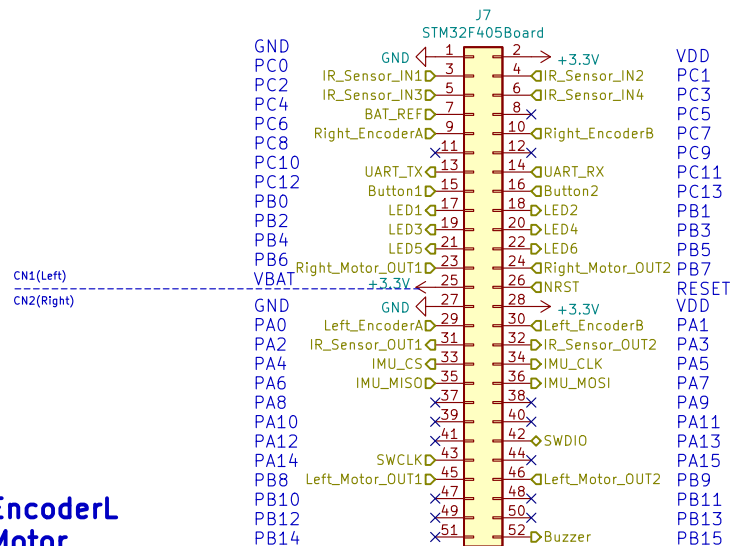 J7
STM32F405Board
GND GND 1 2 +3.3V VDD
PC0 IR_Sensor_IN1 3 4 IR_Sensor_IN2 PC1
PC2 IR_Sensor_IN3 5 6 IR_Sensor_IN4 PC3
PC4 BAT_REF 7 8 PC5
PC6 Right_EncoderA 9 10 Right_EncoderB PC7
PC8 11 12 PC9
PC10 UART_TX 13 14 UART_RX PC11
PC12 Button1 15 16 Button2 PC13
PB0 LED1 17 18 LED2 PB1
PB2 LED3 19 20 LED4 PB3
PB4 LED5 21 22 LED6 PB5
PB6 Right_Motor_OUT1 23 24 Right_Motor_OUT2 PB7
CN1(Left) VBAT +3.3V 25 26 NRST RESET
CN2(Right) GND GND 27 28 +3.3V VDD
PA0 Left_EncoderA 29 30 Left_EncoderB PA1
PA2 IR_Sensor_OUT1 31 32 IR_Sensor_OUT2 PA3
PA4 IMU_CS 33 34 IMU_CLK PA5
PA6 IMU_MISO 35 36 IMU_MOSI PA7
PA8 37 38 PA9
PA10 39 40 PA11
PA12 41 42 SWDIO PA13
PA14 SWCLK 43 44 PA15
PB8 Left_Motor_OUT1 45 46 Left_Motor_OUT2 PB9
PB10 47 48 PB11
EncoderL
PB12 49 50 PB13
Motor
PB14 51 52 Buzzer PB15